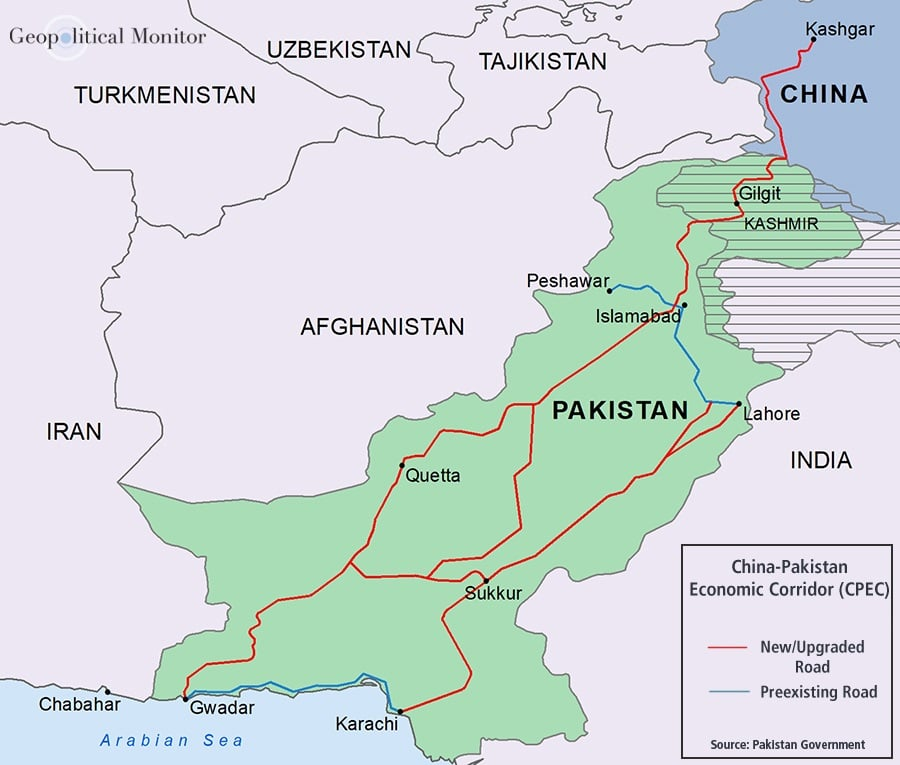 Geopolitical Monitor
Kashgar
UZBEKISTAN
TAJIKISTAN
TURKMENISTAN
CHINA
Gilgit
KASHMIR
Peshawar
Islamabad
AFGHANISTAN
PAKISTAN
Lahore
IRAN
INDIA
Quetta
Sukkur
Chabahar
Gwadar
Karachi
Arabian Sea
China-Pakistan
Economic Corridor (CPEC)
New/Upgraded
Road
Preexisting Road
Source: Pakistan Government